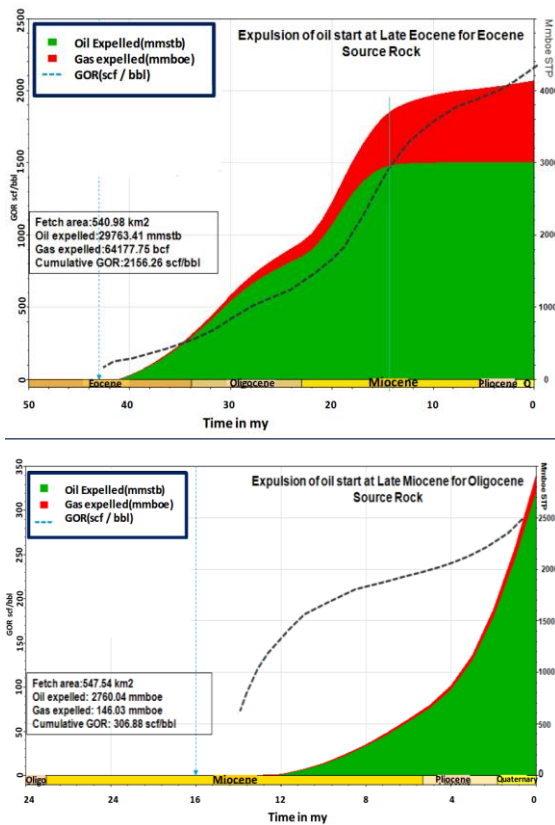 Expulsion of oil start at Late Eocene for Eocene
Source Rock
Oil Expelled(mmstb)
Gas expelled(mmboe)
GOR(scf / bbl)
2500
2000
1500
1000
500
0
GOR scf/bbl
Mmboe STP
4000
3000
2000
1000
0
Fetch area:540.98 km2
Oil expelled:29763.41 mmstb
Gas expelled:64177.75 bcf
Cumulative GOR:2156.26 scf/bbl
Eocene Oligocene Miocene Pliocene Q
50 40 30 20 10 0
Time in my
Expulsion of oil start at Late Miocene for Oligocene
Source Rock
Oil Expelled(mmstb)
Gas expelled(mmboe)
GOR(scf / bbl)
350
300
250
200
150
100
50
0
GOR scf/bbl
Mmboe STP
2500
2000
1500
1000
500
0
Fetch area:547.54 km2
Oil expelled: 2760.04 mmboe
Gas expelled: 146.03 mmboe
Cumulative GOR: 306.88 scf/bbl
Oligo Miocene Pliocene Quaternary
24 24 16 12 8 4 0
Time in my